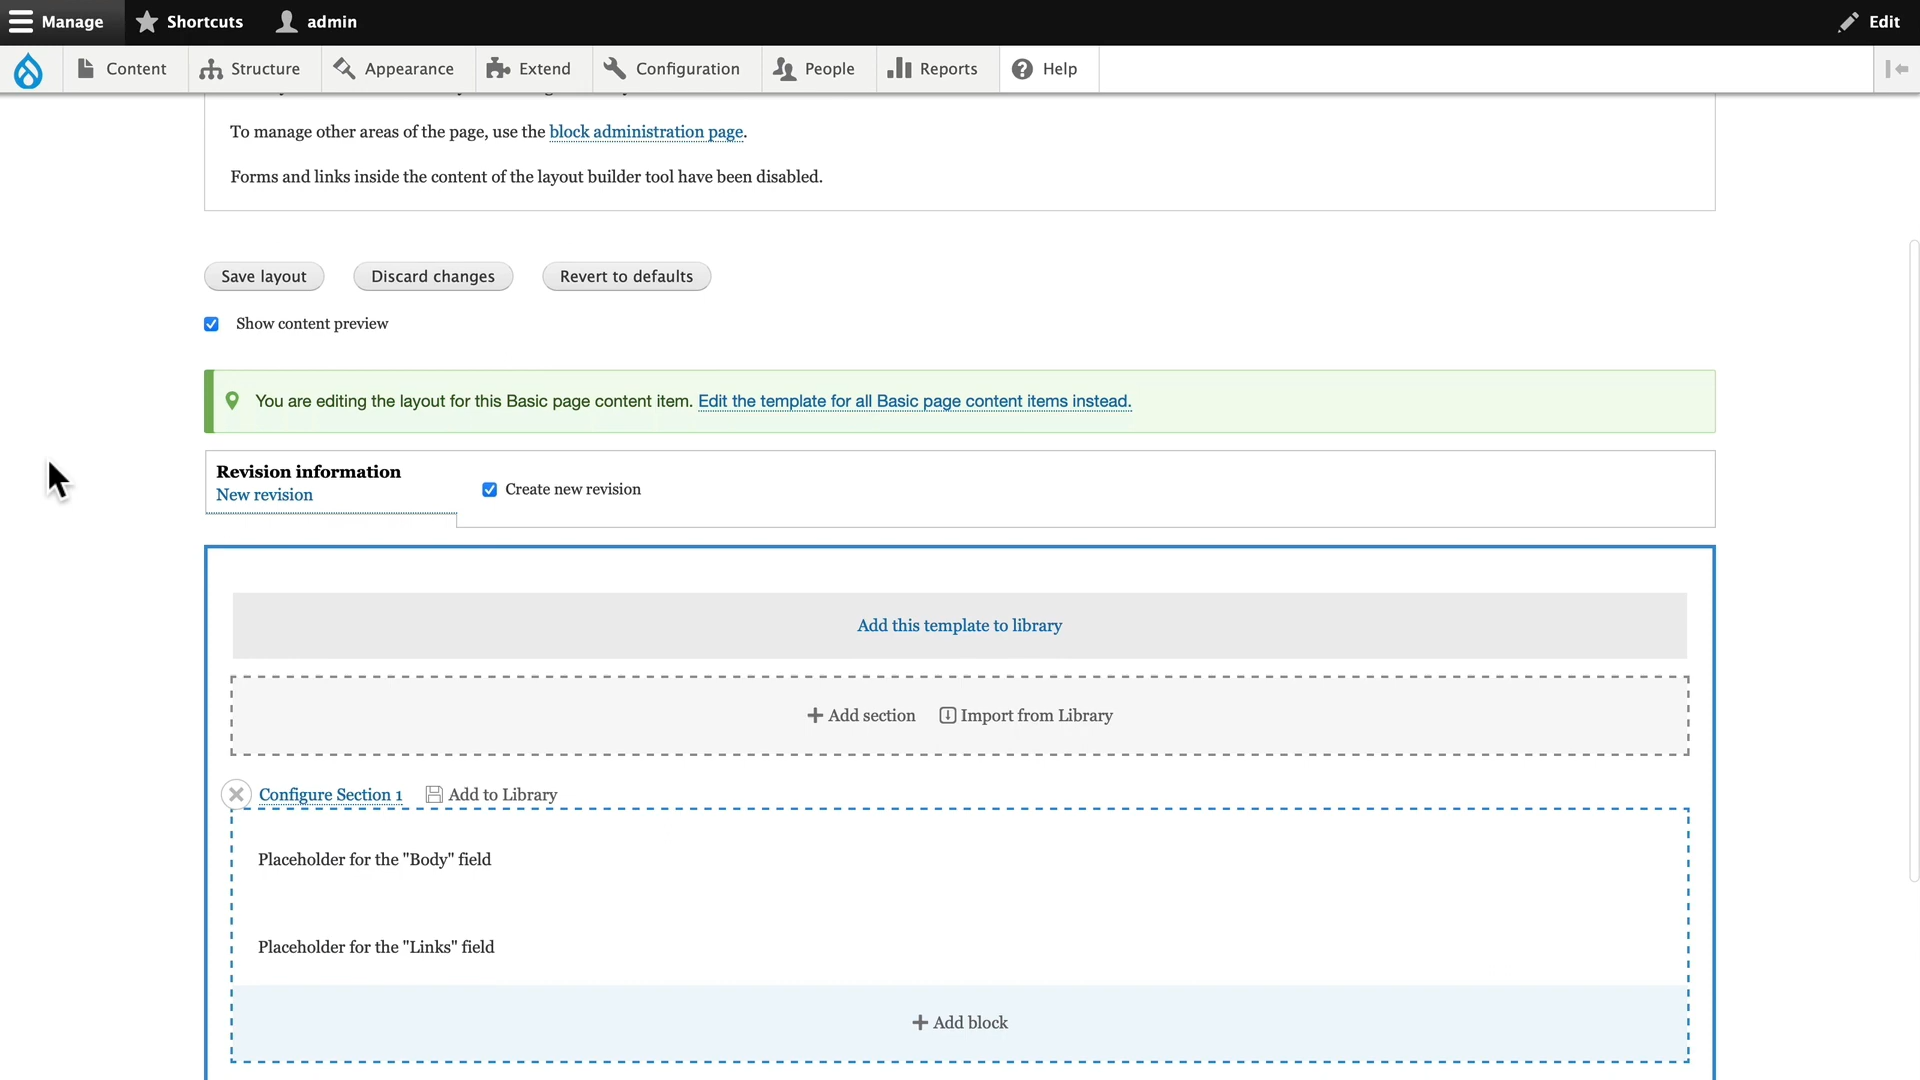 Manage Shortcuts admin Edit
Content Structure Appearance Extend Configuration People Reports Help
To manage other areas of the page, use the block administration page.
Forms and links inside the content of the layout builder tool have been disabled.
Save layout Discard changes Revert to defaults
Show content preview
You are editing the layout for this Basic page content item. Edit the template for all Basic page content items instead.
Revision information
New revision
Create new revision
Add this template to library
Add section Import from Library
Configure Section 1 Add to Library
Placeholder for the "Body" field
Placeholder for the "Links" field
Add block